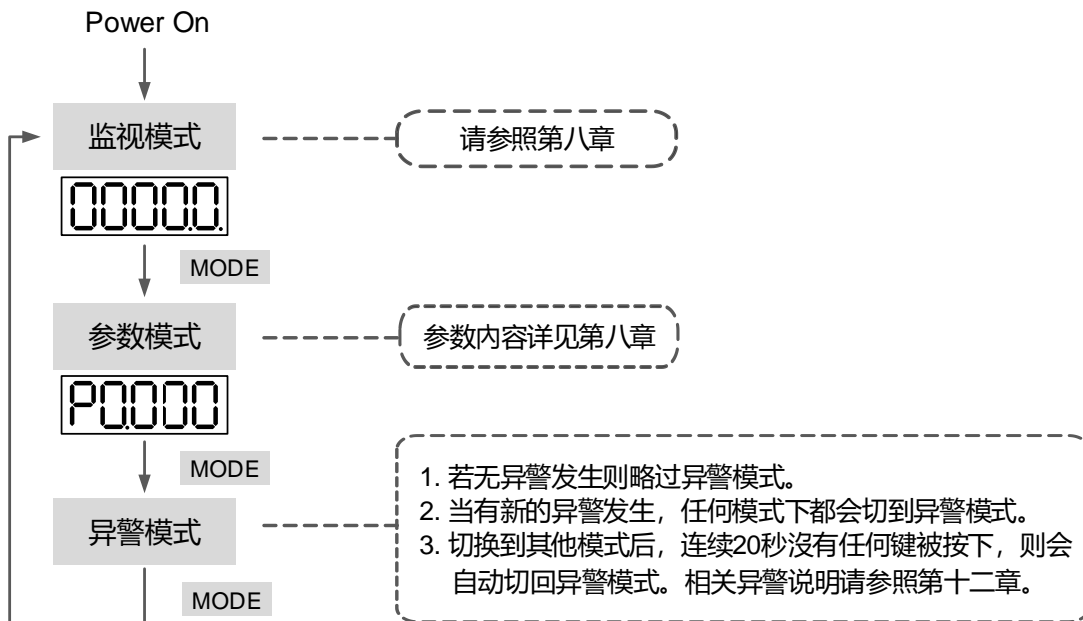 Power On
监视模式
请参照第八章
00000.0.
MODE
参数模式
参数内容详见第八章
P0.000
MODE
异警模式
1. 若无异警发生则略过异警模式。
2. 当有新的异警发生，任何模式下都会切到异警模式。
3. 切换到其他模式后，连续20秒沒有任何键被按下，则会
自动切回异警模式。相关异警说明请参照第十二章。
MODE